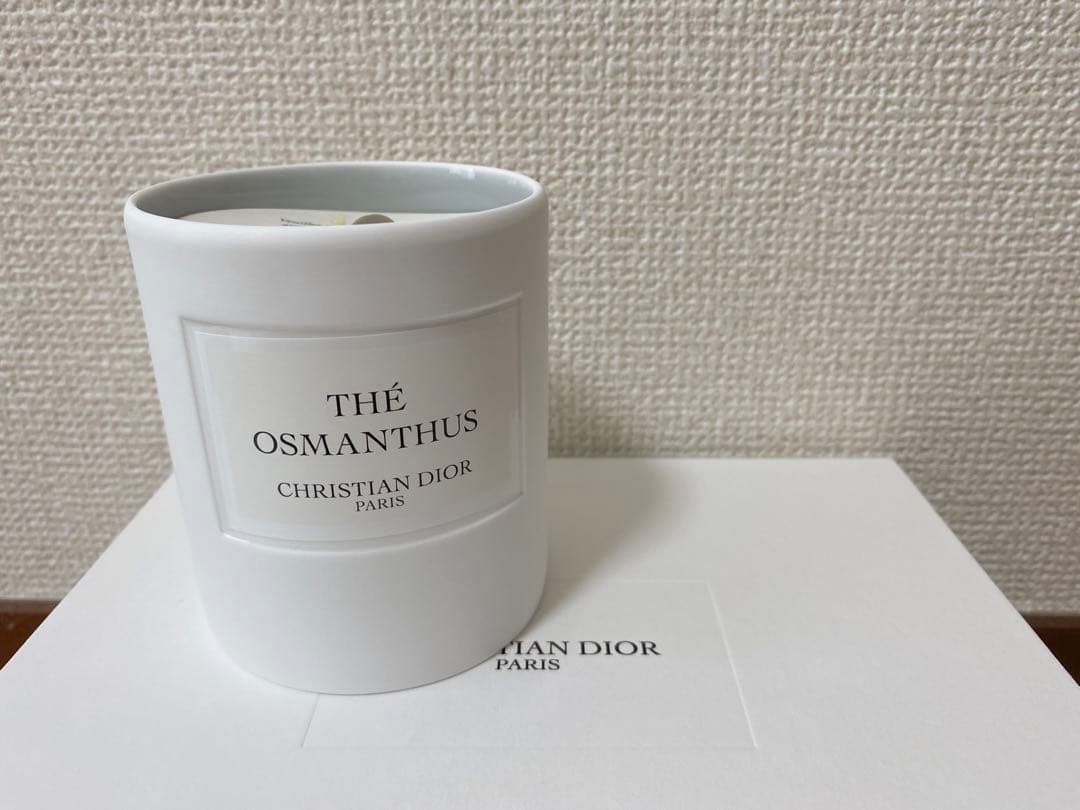 THÉ
OSMANTHUS
CHRISTIAN DIOR
PARIS
TIAN DIOR
PARIS